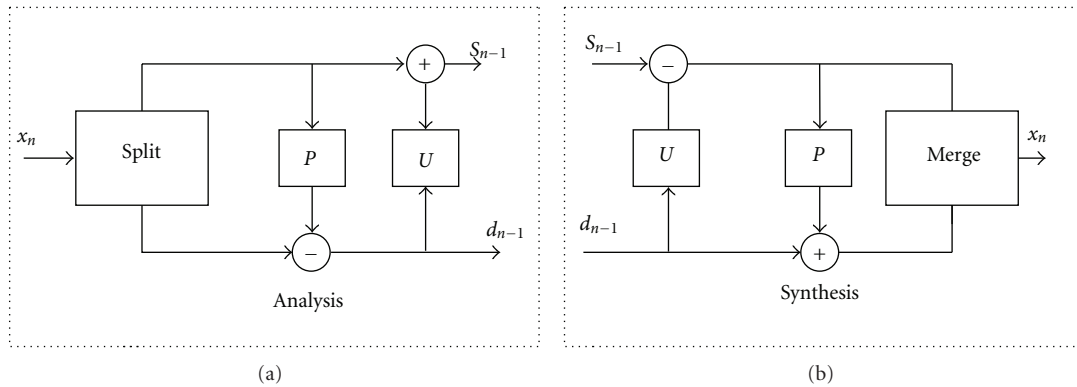 S_{n−1}
+
x_n
Split
P
U
d_{n−1}
−
Analysis
(a)
S_{n−1}
−
x_n
U
P
Merge
d_{n−1}
+
Synthesis
(b)